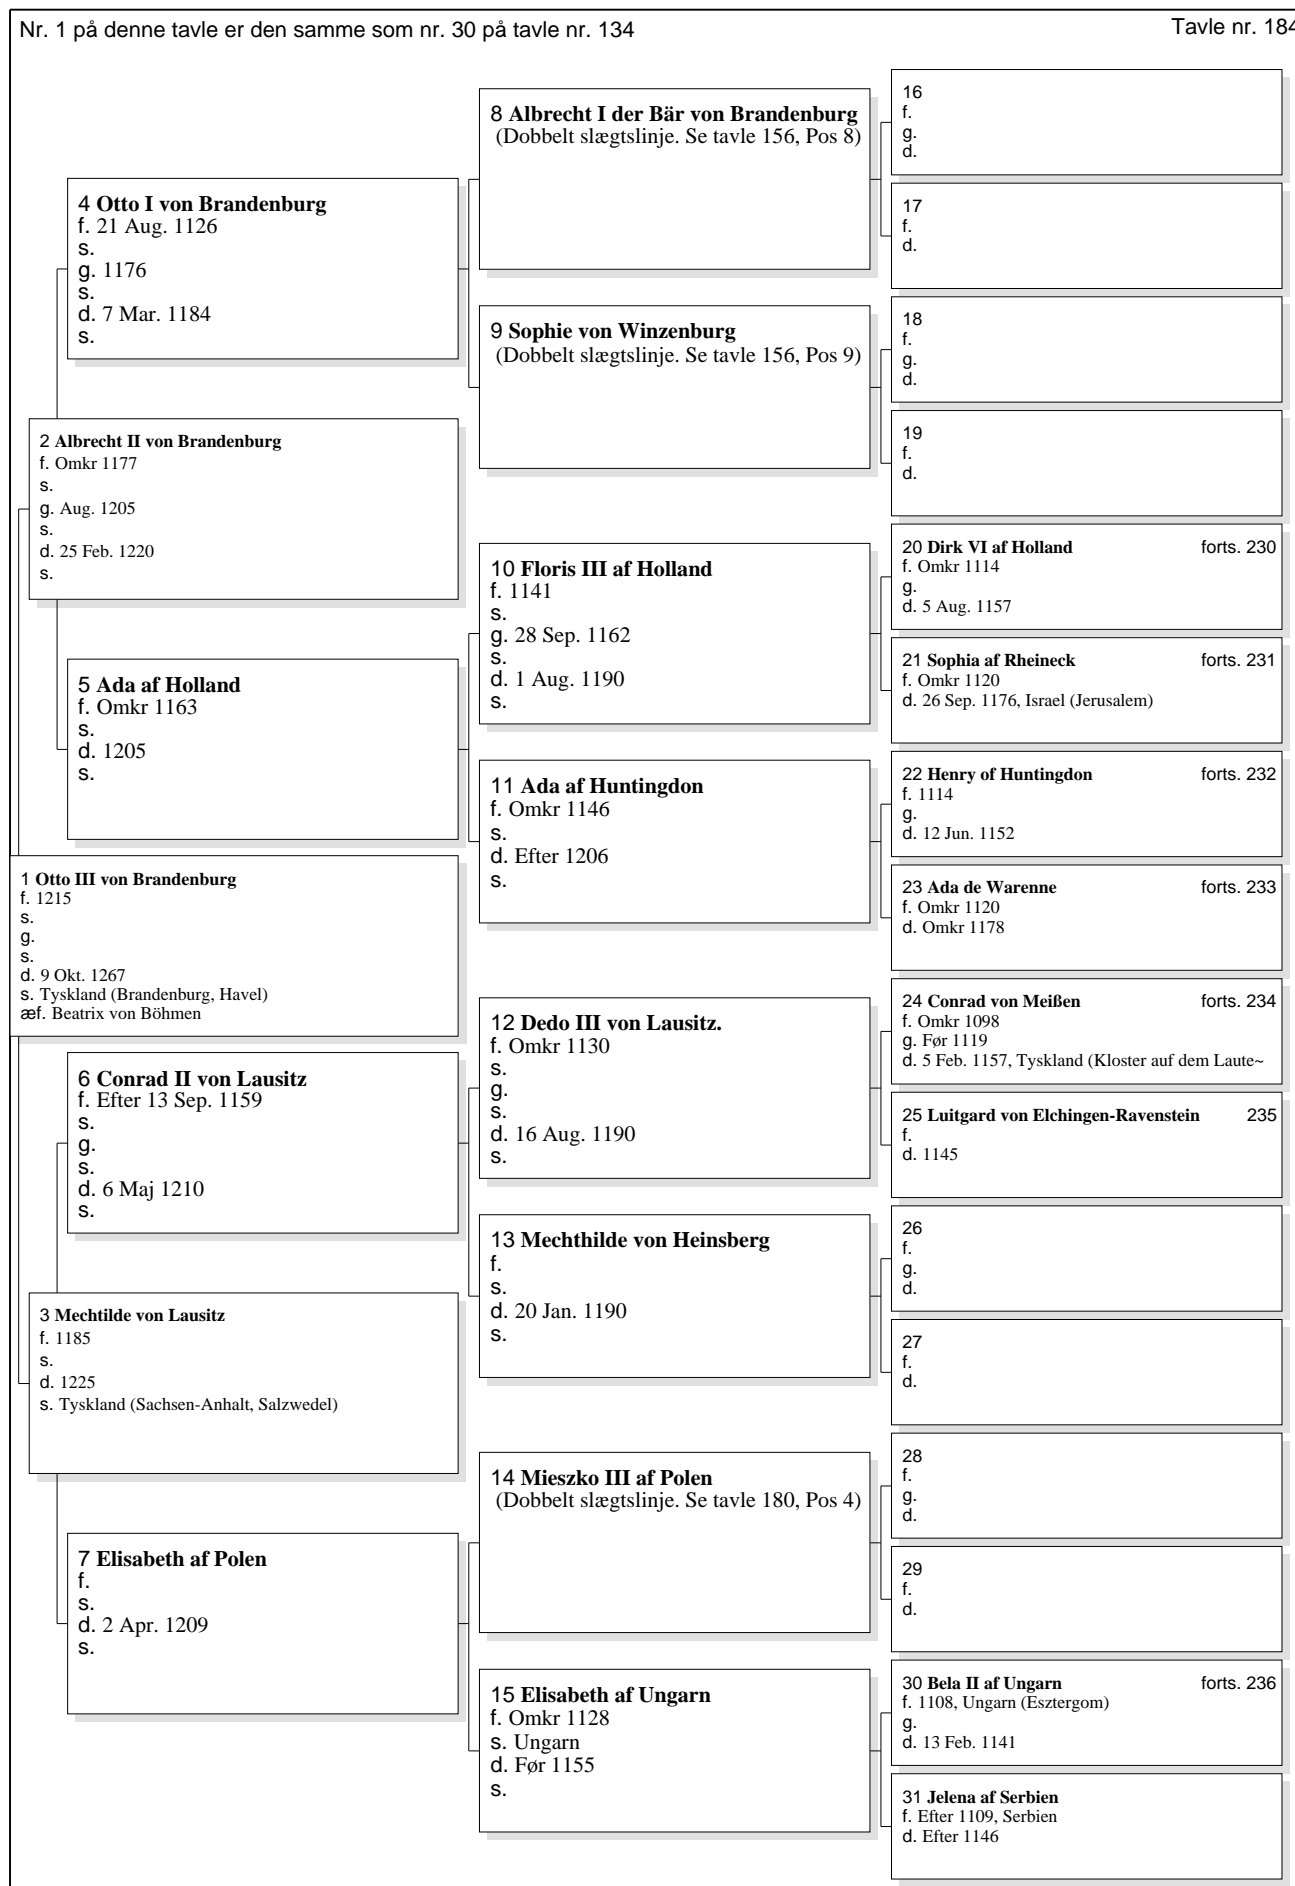 Nr. 1 på denne tavle er den samme som nr. 30 på tavle nr. 134
Tavle nr. 184
1 Otto III von Brandenburg
f. 1215
s.
g.
s.
d. 9 Okt. 1267
s. Tyskland (Brandenburg, Havel)
æf. Beatrix von Böhmen
2 Albrecht II von Brandenburg
f. Omkr 1177
s.
g. Aug. 1205
s.
d. 25 Feb. 1220
s.
3 Mechtilde von Lausitz
f. 1185
s.
d. 1225
s. Tyskland (Sachsen-Anhalt, Salzwedel)
4 Otto I von Brandenburg
f. 21 Aug. 1126
s.
g. 1176
s.
d. 7 Mar. 1184
s.
5 Ada af Holland
f. Omkr 1163
s.
d. 1205
s.
6 Conrad II von Lausitz
f. Efter 13 Sep. 1159
s.
g.
s.
d. 6 Maj 1210
s.
7 Elisabeth af Polen
f.
s.
d. 2 Apr. 1209
s.
8 Albrecht I der Bär von Brandenburg
(Dobbelt slægtslinje. Se tavle 156, Pos 8)
9 Sophie von Winzenburg
(Dobbelt slægtslinje. Se tavle 156, Pos 9)
10 Floris III af Holland
f. 1141
s.
g. 28 Sep. 1162
s.
d. 1 Aug. 1190
s.
11 Ada af Huntingdon
f. Omkr 1146
s.
d. Efter 1206
s.
12 Dedo III von Lausitz.
f. Omkr 1130
s.
g.
s.
d. 16 Aug. 1190
s.
13 Mechthilde von Heinsberg
f.
s.
d. 20 Jan. 1190
s.
14 Mieszko III af Polen
(Dobbelt slægtslinje. Se tavle 180, Pos 4)
15 Elisabeth af Ungarn
f. Omkr 1128
s. Ungarn
d. Før 1155
s.
16
f.
g.
d.
17
f.
d.
18
f.
g.
d.
19
f.
d.
20 Dirk VI af Holland forts. 230
f. Omkr 1114
g.
d. 5 Aug. 1157
21 Sophia af Rheineck forts. 231
f. Omkr 1120
d. 26 Sep. 1176, Israel (Jerusalem)
22 Henry of Huntingdon forts. 232
f. 1114
g.
d. 12 Jun. 1152
23 Ada de Warenne forts. 233
f. Omkr 1120
d. Omkr 1178
24 Conrad von Meißen forts. 234
f. Omkr 1098
g. Før 1119
d. 5 Feb. 1157, Tyskland (Kloster auf dem Laute~
25 Luitgard von Elchingen-Ravenstein 235
f.
d. 1145
26
f.
g.
d.
27
f.
d.
28
f.
g.
d.
29
f.
d.
30 Bela II af Ungarn forts. 236
f. 1108, Ungarn (Esztergom)
g.
d. 13 Feb. 1141
31 Jelena af Serbien
f. Efter 1109, Serbien
d. Efter 1146